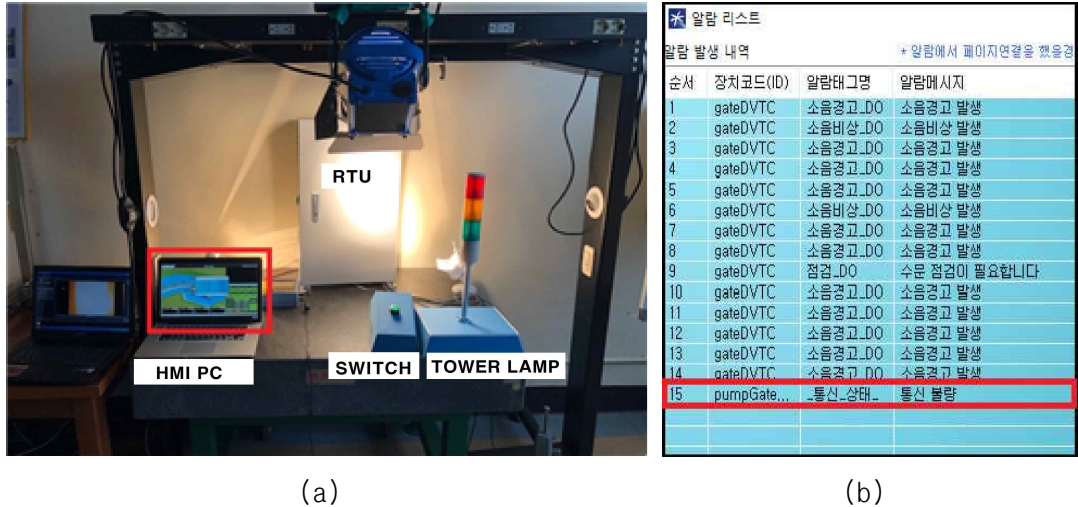 RTU
HMI PC
SWITCH
TOWER LAMP
(a)
알람 리스트
알람 발생 내역 * 알람에서 페이지연결을 했을경
순서 장치코드(ID) 알람태그명 알람메시지
1 gateDVTC 소음경고_DO 소음경고 발생
2 gateDVTC 소음비상_DO 소음비상 발생
3 gateDVTC 소음경고_DO 소음경고 발생
4 gateDVTC 소음경고_DO 소음경고 발생
5 gateDVTC 소음경고_DO 소음경고 발생
6 gateDVTC 소음비상_DO 소음비상 발생
7 gateDVTC 소음경고_DO 소음경고 발생
8 gateDVTC 소음경고_DO 소음경고 발생
9 gateDVTC 점검_DO 수문 점검이 필요합니다
10 gateDVTC 소음경고_DO 소음경고 발생
11 gateDVTC 소음경고_DO 소음경고 발생
12 gateDVTC 소음경고_DO 소음경고 발생
13 gateDVTC 소음경고_DO 소음경고 발생
14 gateDVTC 소음경고_DO 소음경고 발생
15 pumpGate... _통신_상태_ 통신 불량
(b)